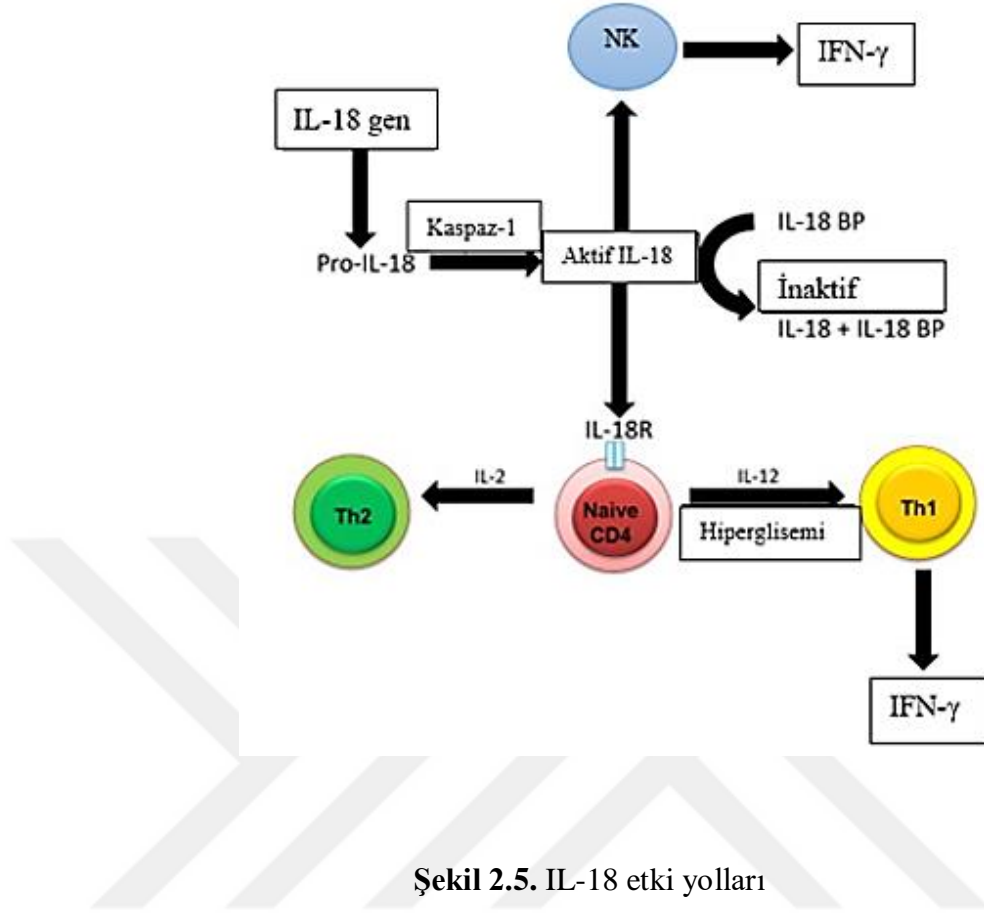 NK
IFN-γ
IL-18 gen
Kaspaz-1
Pro-IL-18
Aktif IL-18
IL-18 BP
İnaktif
IL-18 + IL-18 BP
IL-18R
Th2
IL-2
Naive
CD4
IL-12
Hiperglisemi
Th1
IFN-γ
Şekil 2.5. IL-18 etki yolları